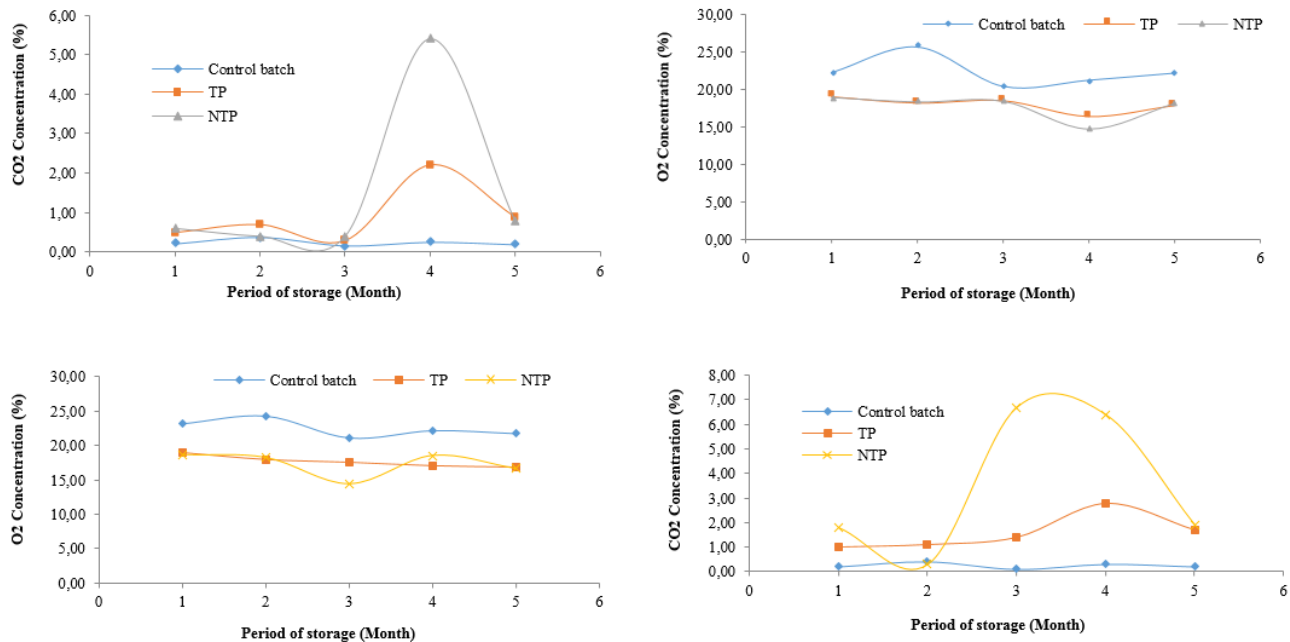 6,00
5,00
4,00
3,00
2,00
1,00
0,00
CO2 Concentration (%)
Control batch
TP
NTP
0 1 2 3 4 5 6
Period of storage (Month)
30,00
25,00
20,00
15,00
10,00
5,00
0,00
O2 Concentration (%)
Control batch TP NTP
0 1 2 3 4 5 6
Period of storage (Month)
30,00
25,00
20,00
15,00
10,00
5,00
0,00
O2 Concentration (%)
Control batch TP NTP
0 1 2 3 4 5 6
Period of storage (Month)
8,00
7,00
6,00
5,00
4,00
3,00
2,00
1,00
0,00
CO2 Concentration (%)
Control batch
TP
NTP
0 1 2 3 4 5 6
Period of storage (Month)